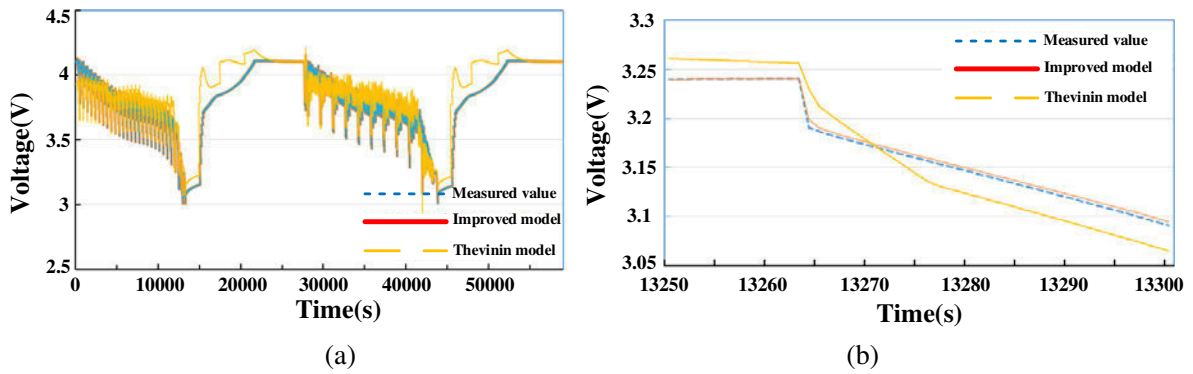 4.5
4
3.5
3
2.5
Voltage(V)
0
10000
20000
30000
40000
50000
Time(s)
Measured value
Improved model
Thevinin model
(a)
3.3
3.25
3.2
3.15
3.1
3.05
Voltage(V)
13250
13260
13270
13280
13290
13300
Time(s)
Measured value
Improved model
Thevinin model
(b)